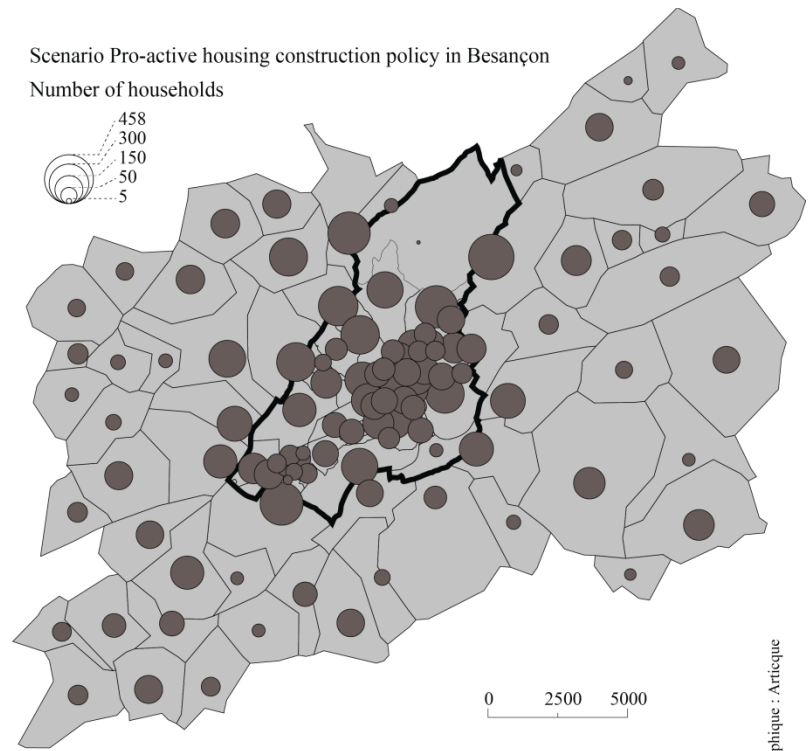 Scenario Pro-active housing construction policy in Besançon
Number of households
458
300
150
50
5
0 2500 5000
phique : Articque